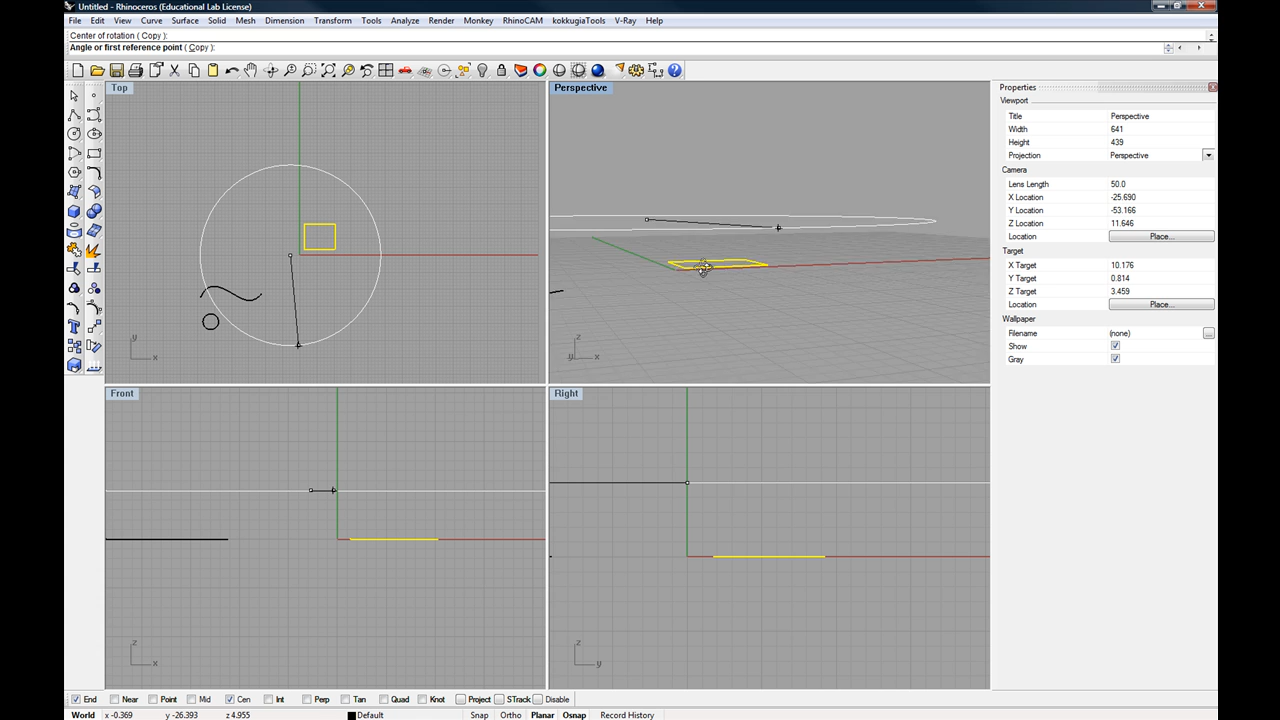 Untitled - Rhinoceros (Educational Lab License)
File Edit View Curve Surface Solid Mesh Dimension Transform Tools Analyze Render Monkey RhinoCAM kokkugiaTools V-Ray Help
Center of rotation ( Copy ):
Angle or first reference point ( Copy ):
Top
Perspective
Properties
Viewport
Title Perspective
Width 641
Height 439
Projection Perspective
Camera
Lens Length 50.0
X Location -25.690
Y Location -53.166
Z Location 11.646
Location Place...
Target
X Target 10.176
Y Target 0.814
Z Target 3.459
Location Place...
Wallpaper
Filename (none) ...
Show
Gray
y
x
z
y x
Front
Right
z
x
z
y
End Near Point Mid Cen Int Perp Tan Quad Knot Project STrack Disable
World x -0.369 y -26.393 z 4.955 Default Snap Ortho Planar Osnap Record History